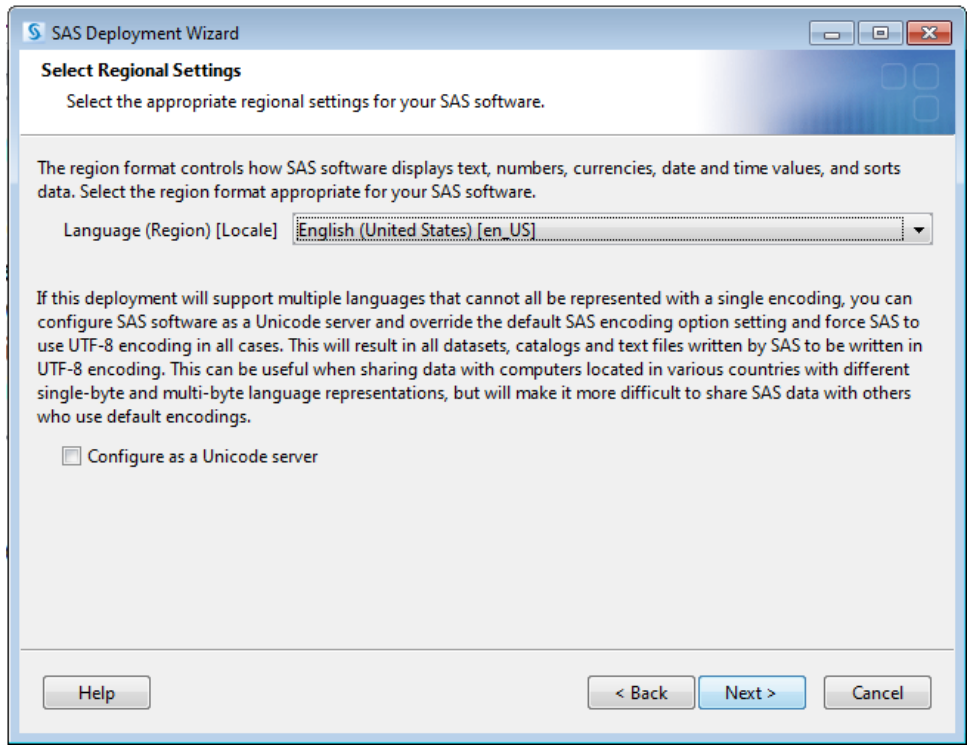 SAS Deployment Wizard
Select Regional Settings
Select the appropriate regional settings for your SAS software.
The region format controls how SAS software displays text, numbers, currencies, date and time values, and sorts
data. Select the region format appropriate for your SAS software.
Language (Region) [Locale] English (United States) [en_US]
If this deployment will support multiple languages that cannot all be represented with a single encoding, you can
configure SAS software as a Unicode server and override the default SAS encoding option setting and force SAS to
use UTF-8 encoding in all cases. This will result in all datasets, catalogs and text files written by SAS to be written in
UTF-8 encoding. This can be useful when sharing data with computers located in various countries with different
single-byte and multi-byte language representations, but will make it more difficult to share SAS data with others
who use default encodings.
Configure as a Unicode server
Help < Back Next > Cancel